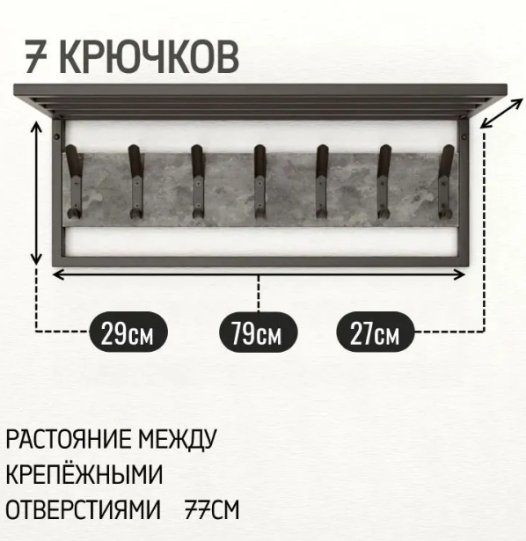 7 КРЮЧКОВ
29см
79см
27см
РАСТОЯНИЕ МЕЖДУ
КРЕПЁЖНЫМИ
ОТВЕРСТИЯМИ 77СМ